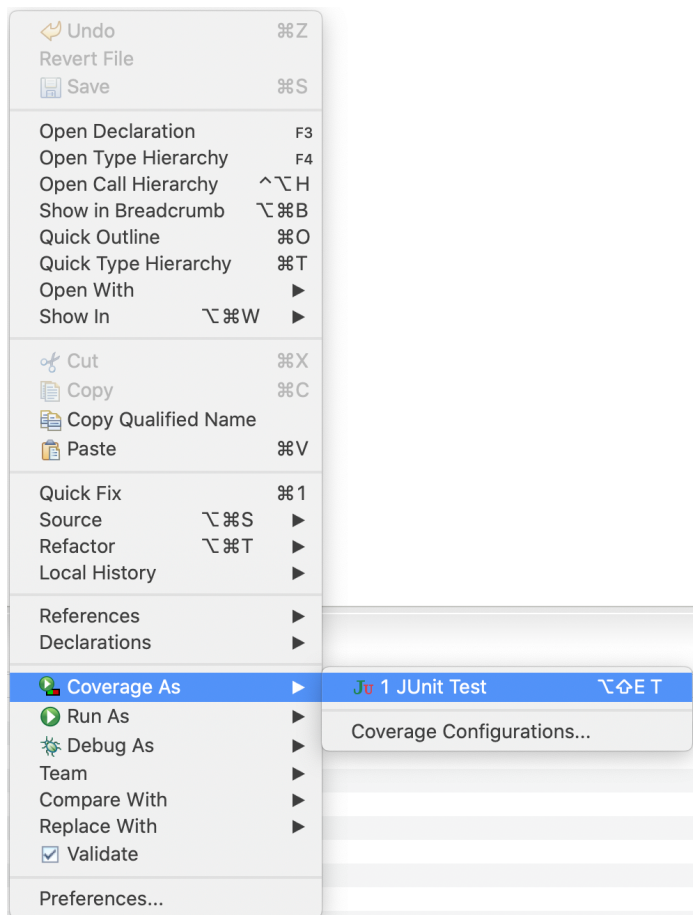 Undo ⌘Z
Revert File
Save ⌘S
Open Declaration F3
Open Type Hierarchy F4
Open Call Hierarchy ^⌥H
Show in Breadcrumb ⌥⌘B
Quick Outline ⌘O
Quick Type Hierarchy ⌘T
Open With ▶
Show In ⌥⌘W ▶
Cut ⌘X
Copy ⌘C
Copy Qualified Name
Paste ⌘V
Quick Fix ⌘1
Source ⌥⌘S ▶
Refactor ⌥⌘T ▶
Local History ▶
References ▶
Declarations ▶
Coverage As ▶
Ju 1 JUnit Test ⌥⇧E T
Coverage Configurations...
Run As ▶
Debug As ▶
Team ▶
Compare With ▶
Replace With ▶
Validate
Preferences...